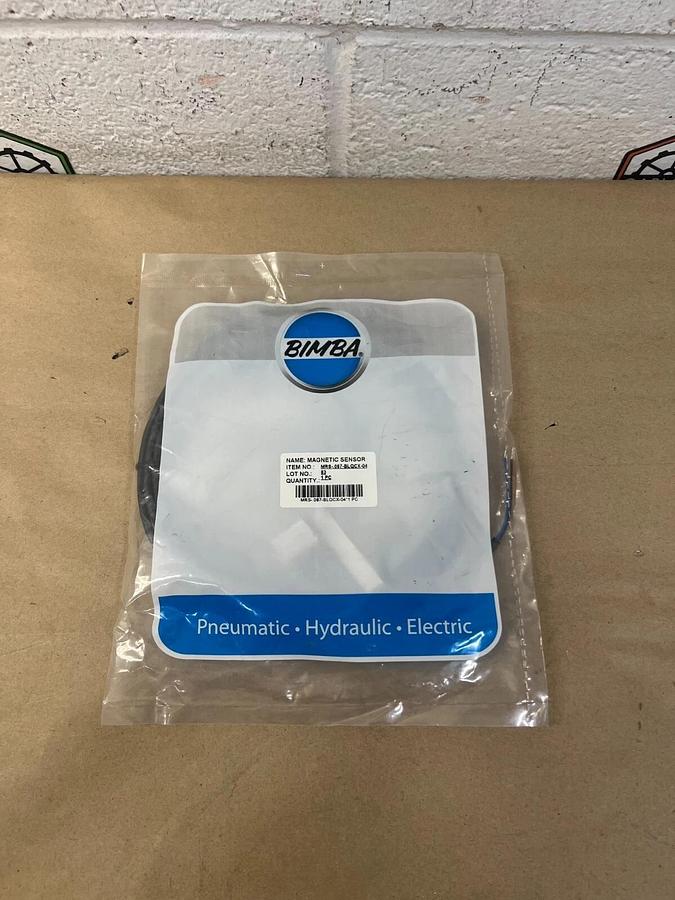 BIMBA®
NAME: MAGNETIC SENSOR
ITEM NO.: MRS-.087-BLQCX-04
LOT NO.: 53
QUANTITY.: 1 PC
MRS-.087-BLQCX-04*1 PC
Pneumatic • Hydraulic • Electric